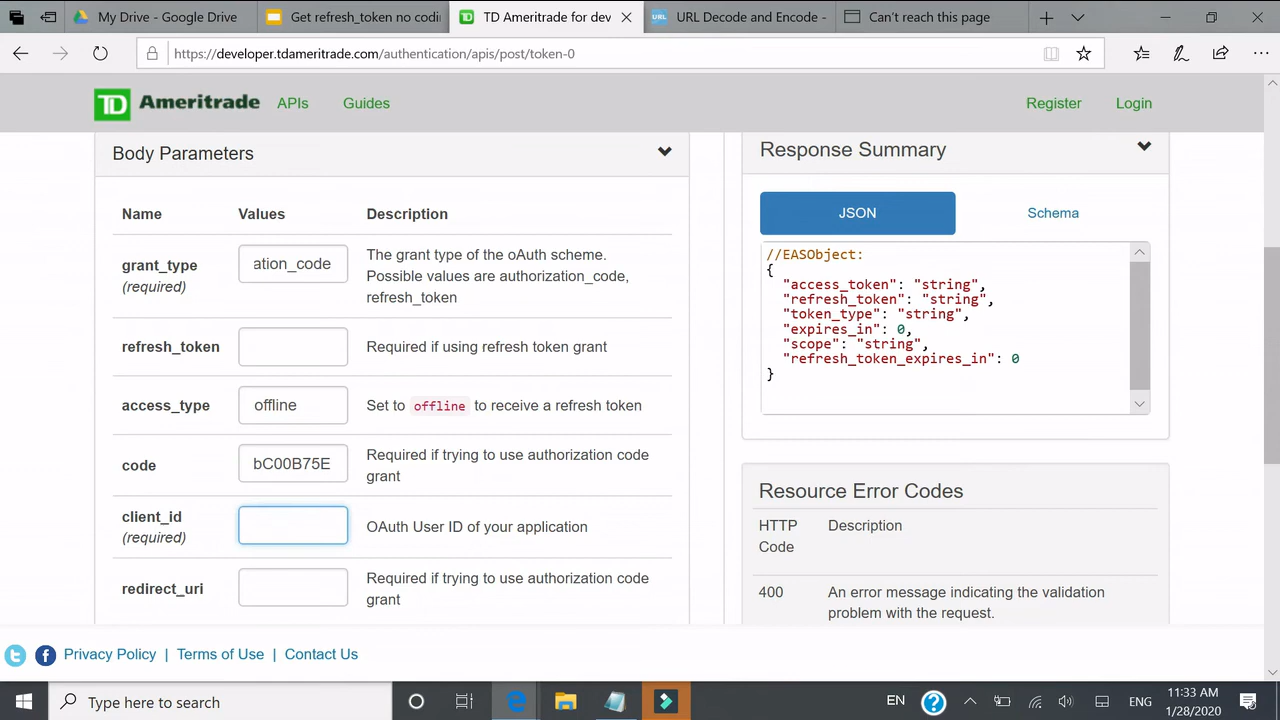 My Drive - Google Drive
Get refresh_token no codin
TD Ameritrade for dev
URL Decode and Encode -
Can't reach this page
https://developer.tdameritrade.com/authentication/apis/post/token-0
TD Ameritrade
APIs
Guides
Register
Login
Body Parameters
Name Values Description
grant_type
(required)
ation_code
The grant type of the oAuth scheme.
Possible values are authorization_code,
refresh_token
refresh_token
Required if using refresh token grant
access_type
offline
Set to offline to receive a refresh token
code
bC00B75E
Required if trying to use authorization code
grant
client_id
(required)
OAuth User ID of your application
redirect_uri
Required if trying to use authorization code
grant
Response Summary
JSON
Schema
//EASObject:
{
"access_token": "string",
"refresh_token": "string",
"token_type": "string",
"expires_in": 0,
"scope": "string",
"refresh_token_expires_in": 0
}
Resource Error Codes
HTTP
Code
Description
400
An error message indicating the validation
problem with the request.
Privacy Policy | Terms of Use | Contact Us
Type here to search
EN
ENG
11:33 AM
1/28/2020